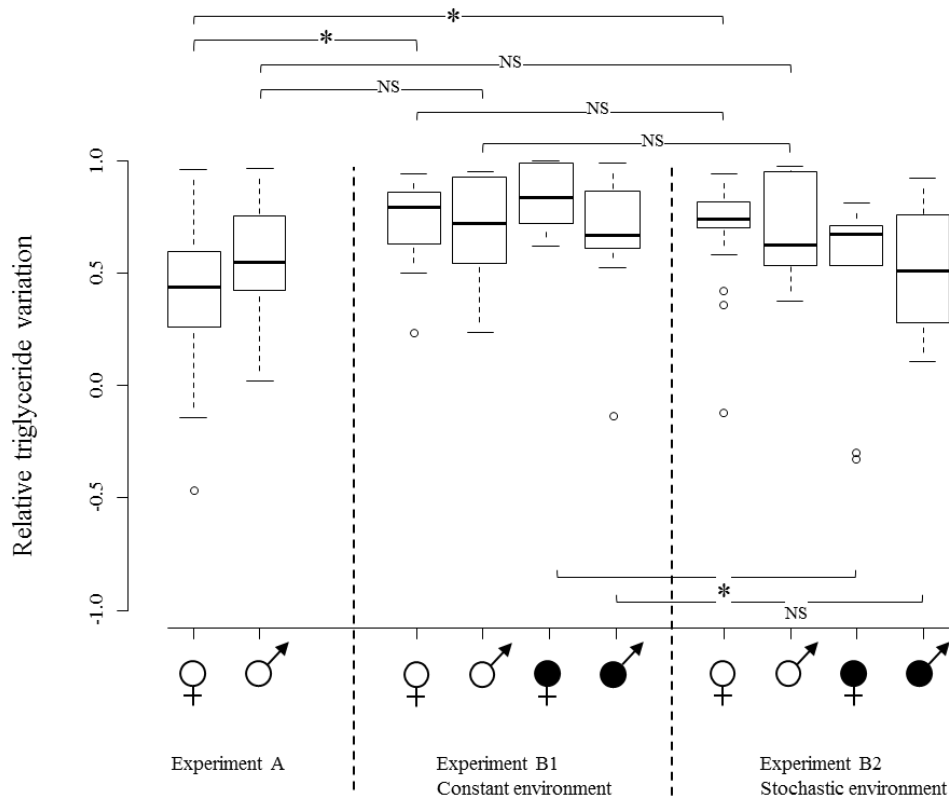 *
*
NS
NS
NS
NS
1.0
0.5
0.0
-0.5
-1.0
Relative triglyceride variation
*
NS
♀ ♂ ♀ ♂ ♀ ♂ ♀ ♂ ♀ ♂
Experiment A
Experiment B1
Constant environment
Experiment B2
Stochastic environment